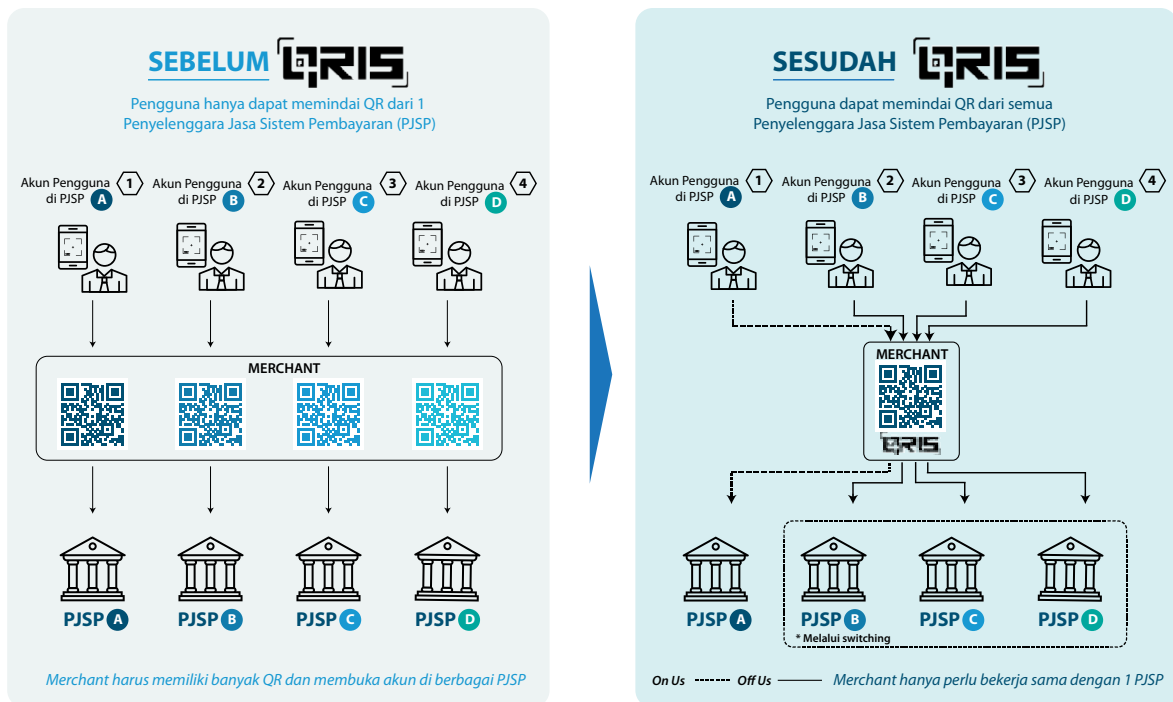 SEBELUM QRIS
Pengguna hanya dapat memindai QR dari 1
Penyelenggara Jasa Sistem Pembayaran (PJSP)
Akun Pengguna 1
di PJSP A
Akun Pengguna 2
di PJSP B
Akun Pengguna 3
di PJSP C
Akun Pengguna 4
di PJSP D
MERCHANT
PJSP A
PJSP B
PJSP C
PJSP D
Merchant harus memiliki banyak QR dan membuka akun di berbagai PJSP
SESUDAH QRIS
Pengguna dapat memindai QR dari semua
Penyelenggara Jasa Sistem Pembayaran (PJSP)
Akun Pengguna 1
di PJSP A
Akun Pengguna 2
di PJSP B
Akun Pengguna 3
di PJSP C
Akun Pengguna 4
di PJSP D
MERCHANT
QRIS
PJSP A
PJSP B
PJSP C
PJSP D
* Melalui switching
On Us ------- Off Us ——— Merchant hanya perlu bekerja sama dengan 1 PJSP